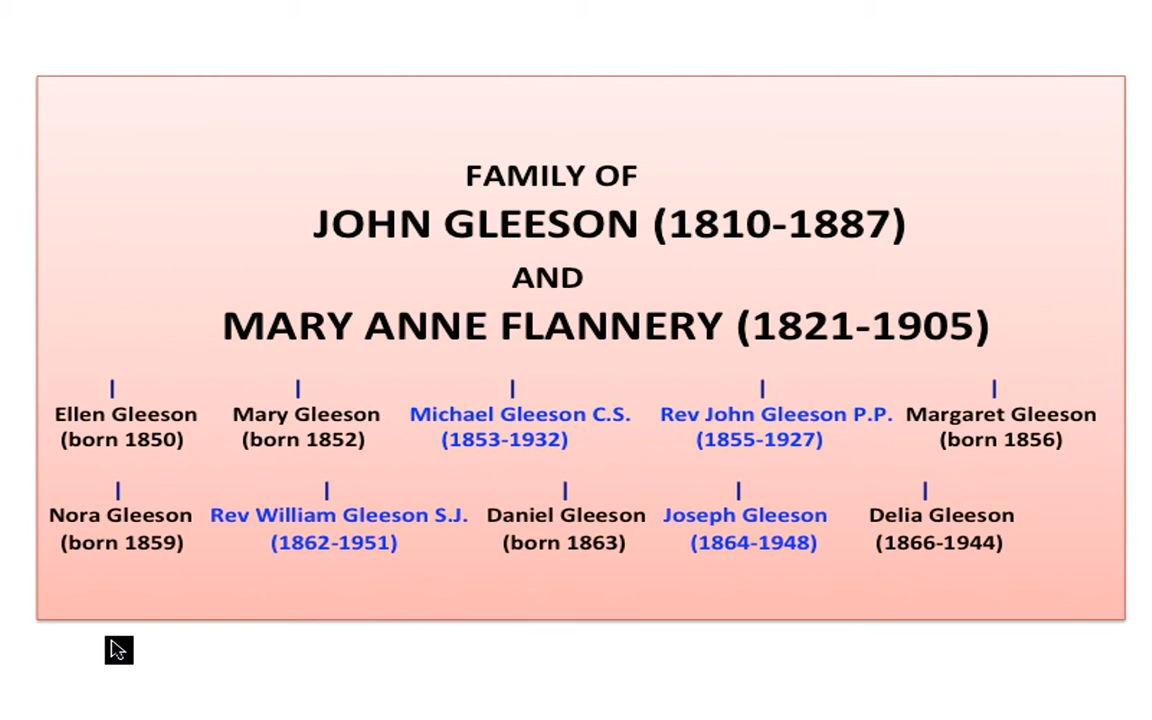 FAMILY OF
JOHN GLEESON (1810-1887)
AND
MARY ANNE FLANNERY (1821-1905)
Ellen Gleeson Mary Gleeson Michael Gleeson C.S. Rev John Gleeson P.P. Margaret Gleeson
(born 1850) (born 1852) (1853-1932) (1855-1927) (born 1856)
Nora Gleeson Rev William Gleeson S.J. Daniel Gleeson Joseph Gleeson Delia Gleeson
(born 1859) (1862-1951) (born 1863) (1864-1948) (1866-1944)